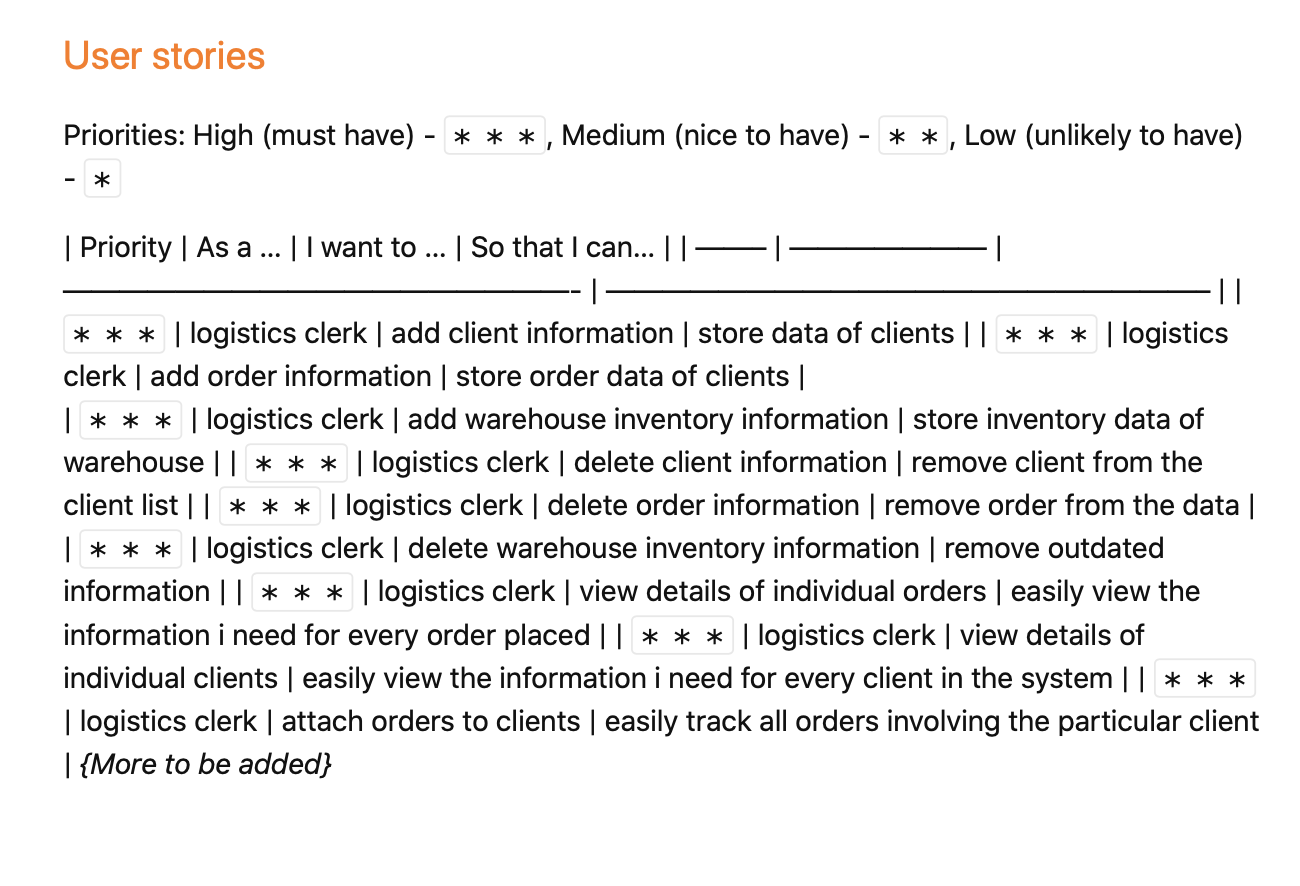 User stories
Priorities: High (must have) - * * *, Medium (nice to have) - * *, Low (unlikely to have)
- *
| Priority | As a ... | I want to ... | So that I can... | | ——– | —————————————— |
——————————————————————————————- | ———————————————————————————————— | |
* * * | logistics clerk | add client information | store data of clients | | * * * | logistics
clerk | add order information | store order data of clients |
| * * * | logistics clerk | add warehouse inventory information | store inventory data of
warehouse | | * * * | logistics clerk | delete client information | remove client from the
client list | | * * * | logistics clerk | delete order information | remove order from the data |
| * * * | logistics clerk | delete warehouse inventory information | remove outdated
information | | * * * | logistics clerk | view details of individual orders | easily view the
information i need for every order placed | | * * * | logistics clerk | view details of
individual clients | easily view the information i need for every client in the system | | * * *
| logistics clerk | attach orders to clients | easily track all orders involving the particular client
| {More to be added}